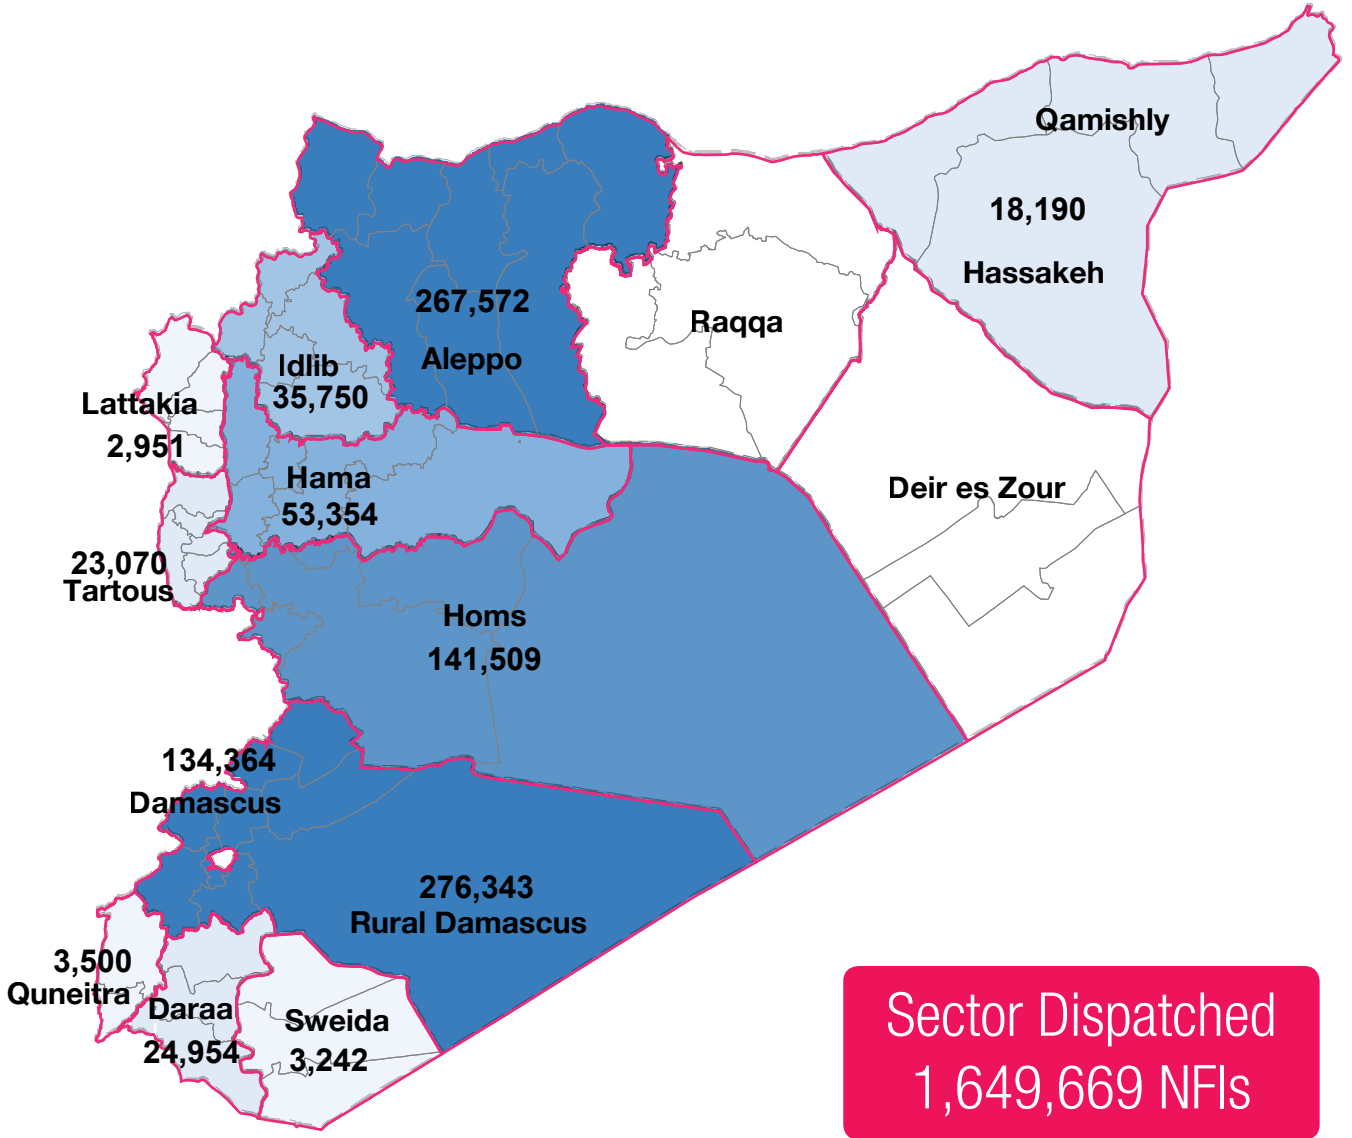 Qamishly
18,190
Hassakeh
267,572
Aleppo
Raqqa
Idlib
35,750
Lattakia
2,951
Hama
53,354
Deir es Zour
23,070
Tartous
Homs
141,509
134,364
Damascus
276,343
Rural Damascus
3,500
Quneitra
Daraa
24,954
Sweida
3,242
Sector Dispatched
1,649,669 NFIs